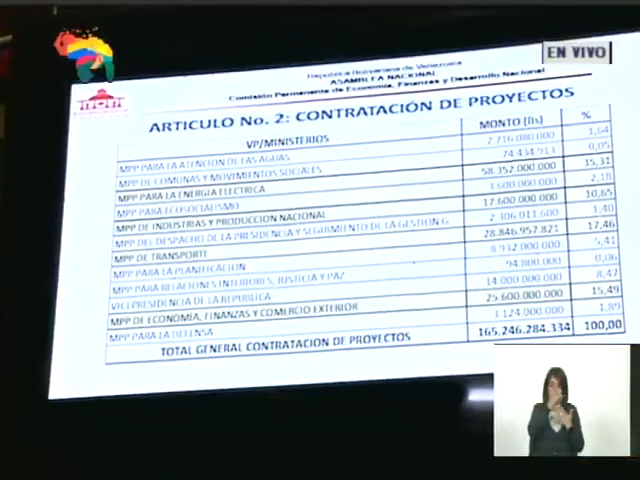 EN VIVO
República Bolivariana de Venezuela
ASAMBLEA NACIONAL
Comisión Permanente de Economía, Finanzas y Desarrollo Nacional
ARTICULO No. 2: CONTRATACIÓN DE PROYECTOS
VP/MINISTERIOS MONTO (Bs) %
MPP PARA LA ATENCION DE LAS AGUAS 2.716.080.000 1,64
MPP DE COMUNAS Y MOVIMIENTOS SOCIALES 74.434.913 0,05
MPP PARA LA ENERGIA ELECTRICA 58.352.000.000 35,31
MPP PARA ECOSOCIALISMO 3.600.000.000 2,18
MPP DE INDUSTRIAS Y PRODUCCION NACIONAL 17.600.000.000 10,65
MPP DEL DESPACHO DE LA PRESIDENCIA Y SEGUIMIENTO DE LA GESTION G 2.306.011.600 1,40
MPP DE TRANSPORTE 28.846.957.821 17,46
MPP PARA LA PLANIFICACION 8.932.000.000 5,41
MPP PARA RELACIONES INTERIORES, JUSTICIA Y PAZ 94.800.000 0,06
VICEPRESIDENCIA DE LA REPUBLICA 14.000.000.000 8,47
MPP DE ECONOMÍA, FINANZAS Y COMERCIO EXTERIOR 25.600.000.000 15,49
MPP PARA LA DEFENSA 3.124.000.000 1,89
TOTAL GENERAL CONTRATACION DE PROYECTOS 165.246.284.334 100,00